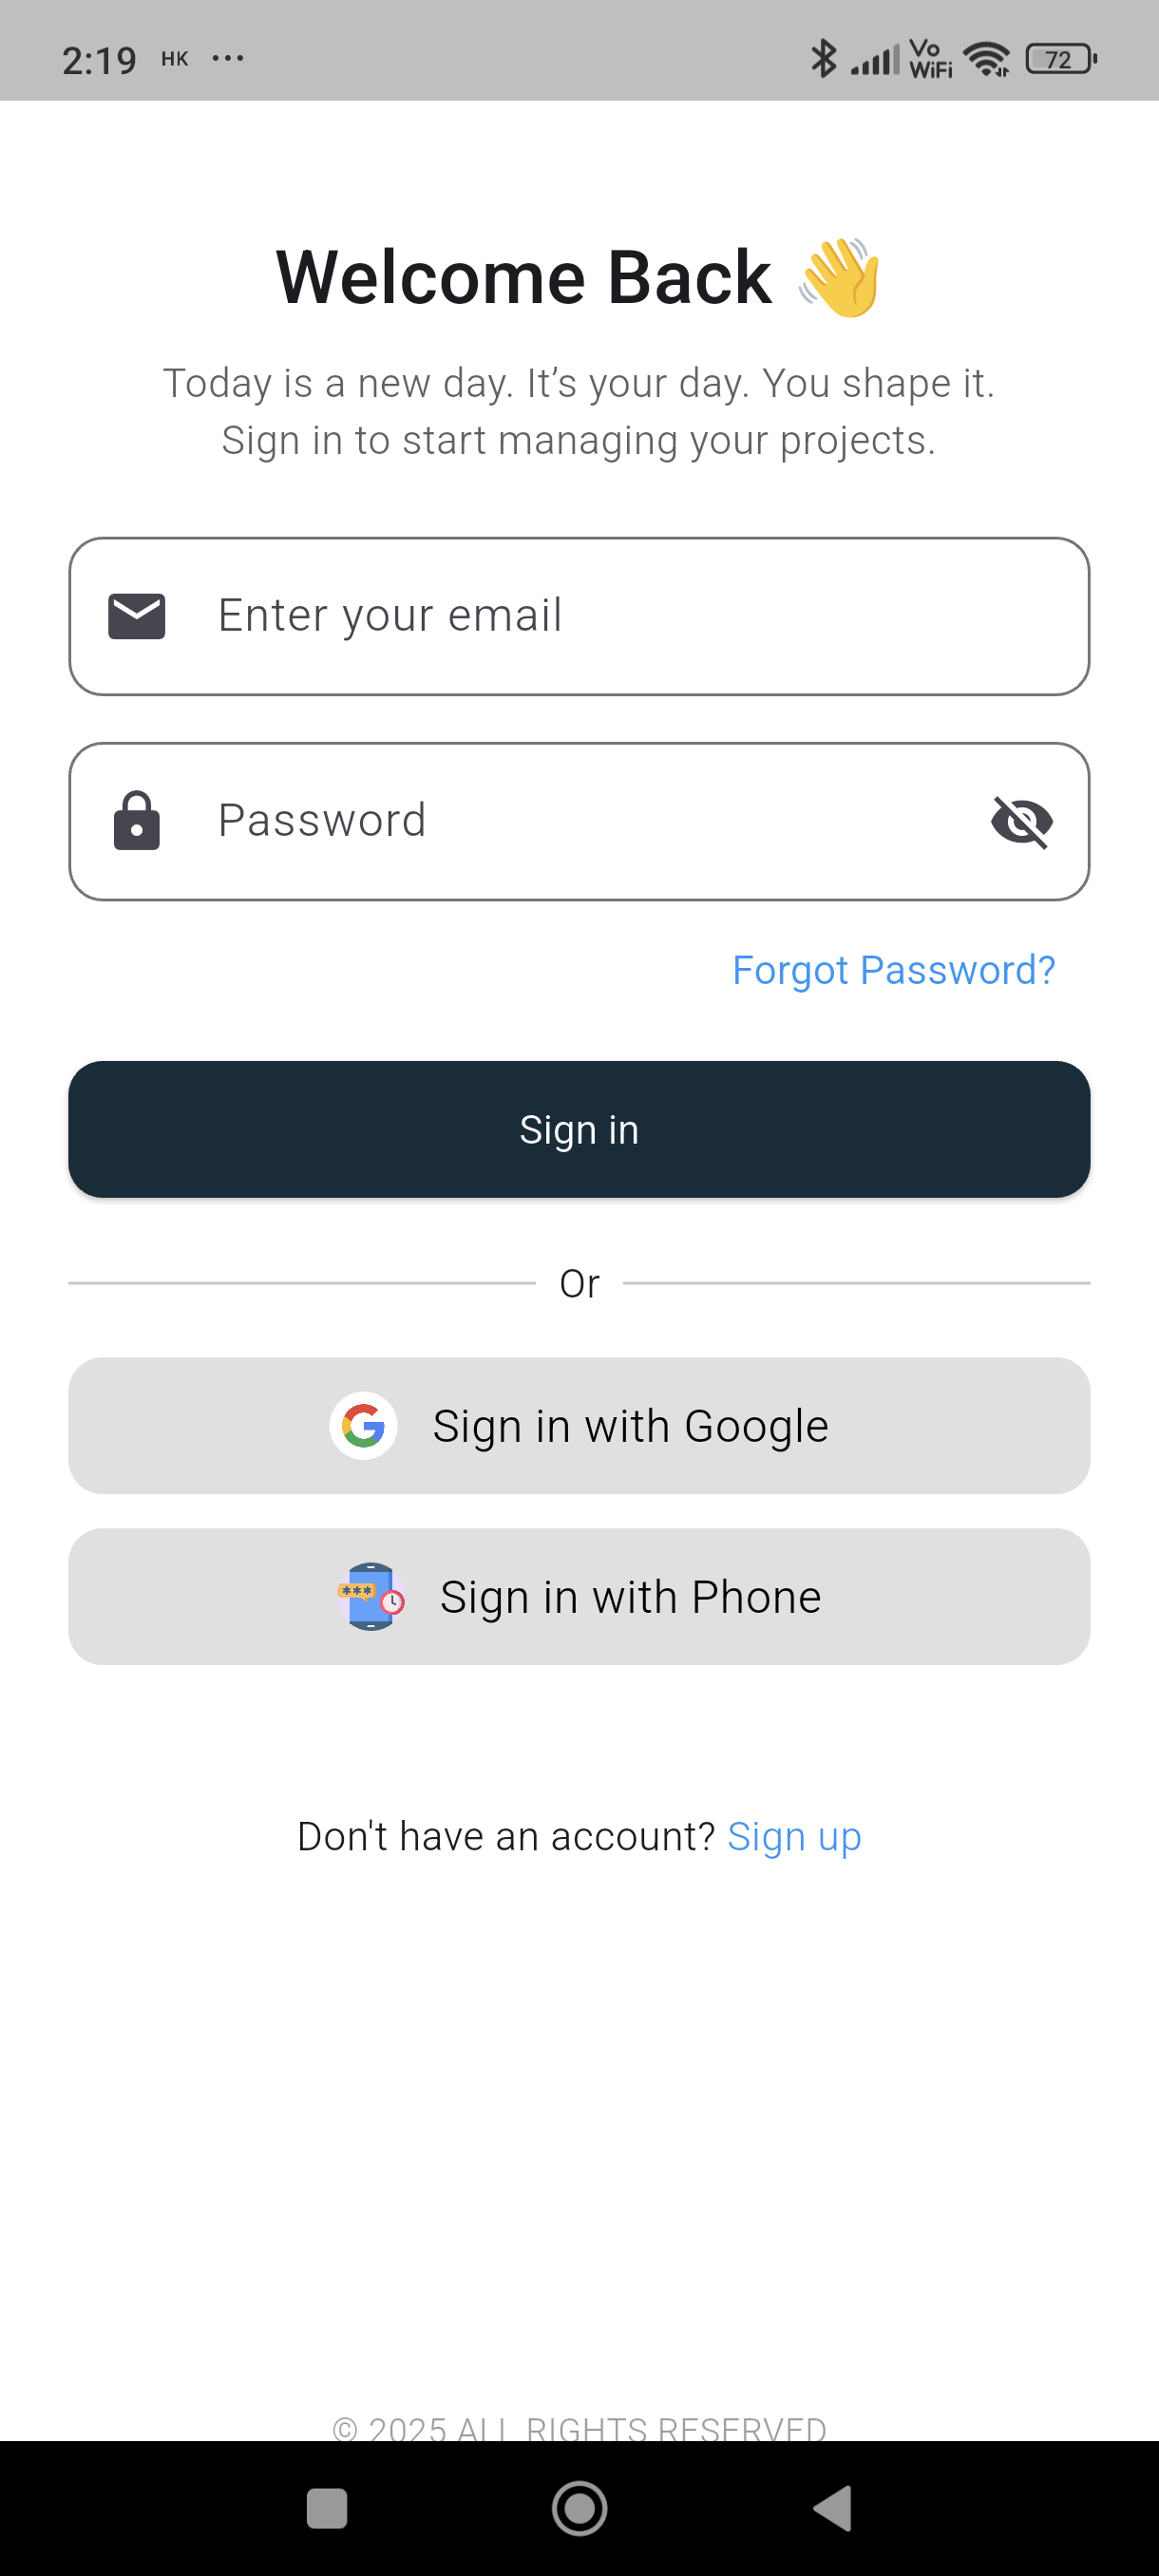 2:19 HK ...
Vo
WiFi
72
Welcome Back 👋
Today is a new day. It’s your day. You shape it.
Sign in to start managing your projects.
Enter your email
Password
Forgot Password?
Sign in
Or
Sign in with Google
***
Sign in with Phone
Don't have an account? Sign up
© 2025 ALL RIGHTS RESERVED